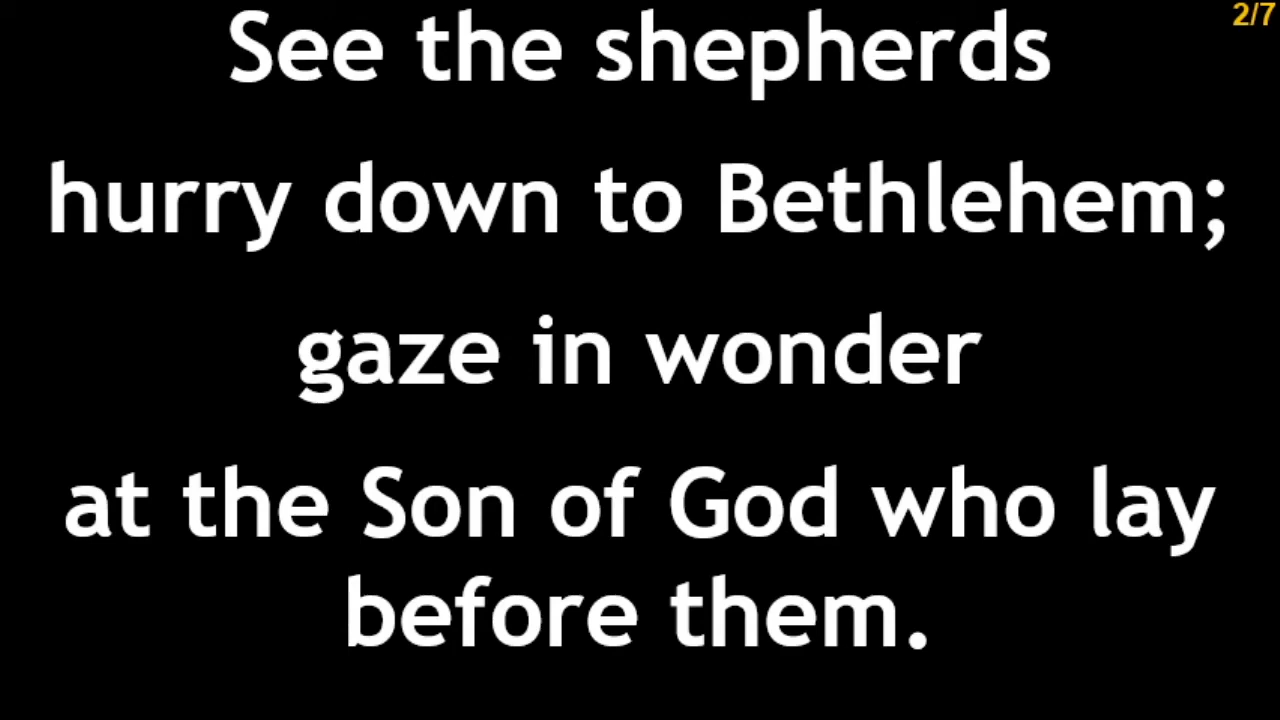 2/7
See the shepherds
hurry down to Bethlehem;
gaze in wonder
at the Son of God who lay
before them.